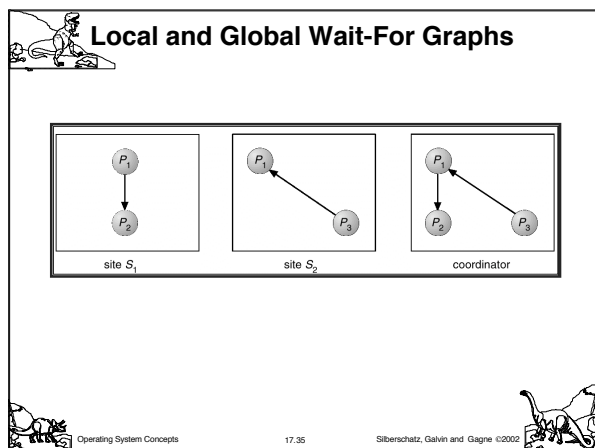 Local and Global Wait-For Graphs
P1
P2
site S1
P1
P3
site S2
P1
P2
P3
coordinator
Operating System Concepts
17.35
Silberschatz, Galvin and Gagne ©2002